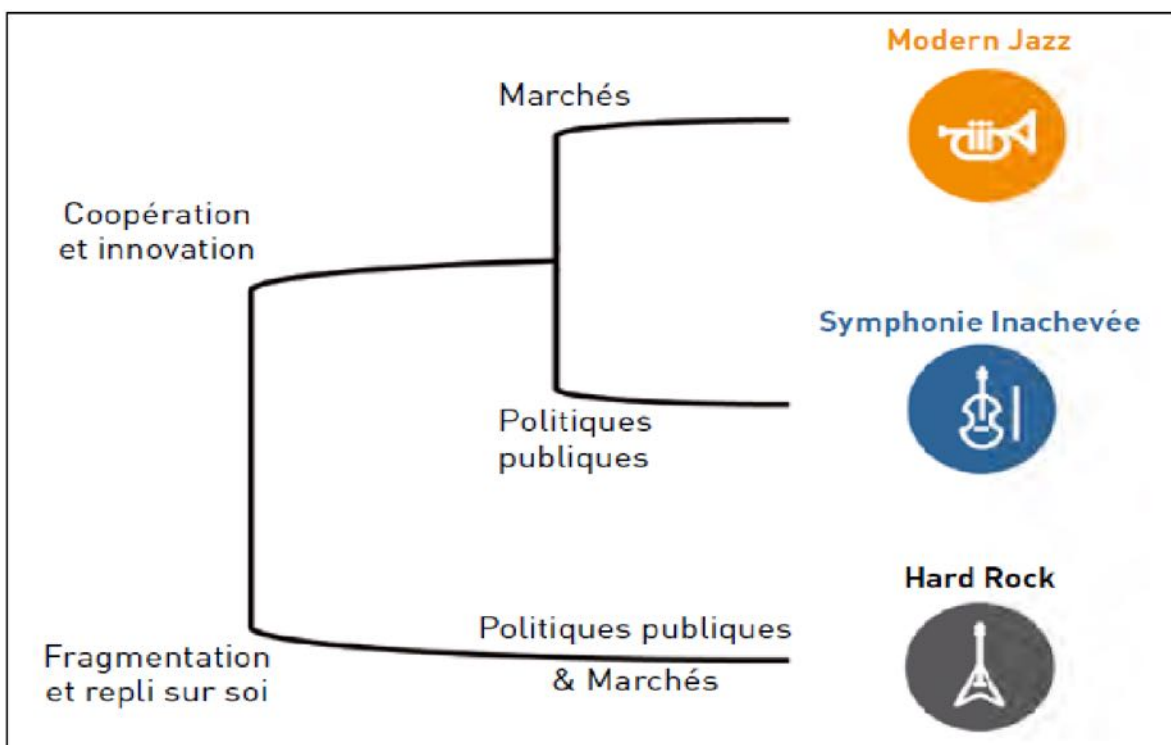 Modern Jazz
Marchés
Coopération
et innovation
Symphonie Inachevée
Politiques
publiques
Hard Rock
Politiques publiques
& Marchés
Fragmentation
et repli sur soi